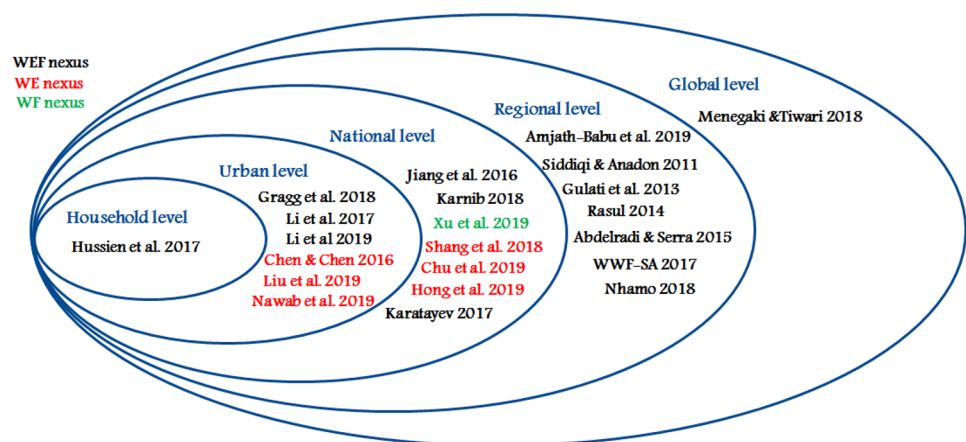 WEF nexus
WE nexus
WF nexus
Household level
Hussien et al. 2017
Urban level
Gragg et al. 2018
Li et al. 2017
Li et al 2019
Chen & Chen 2016
Liu et al. 2019
Nawab et al. 2019
National level
Jiang et al. 2016
Karnib 2018
Xu et al. 2019
Shang et al. 2018
Chu et al. 2019
Hong et al. 2019
Karatayev 2017
Regional level
Amjath-Babu et al. 2019
Siddiqi & Anadon 2011
Gulati et al. 2013
Rasul 2014
Abdelradi & Serra 2015
WWF-SA 2017
Nhamo 2018
Global level
Menegaki &Tiwari 2018